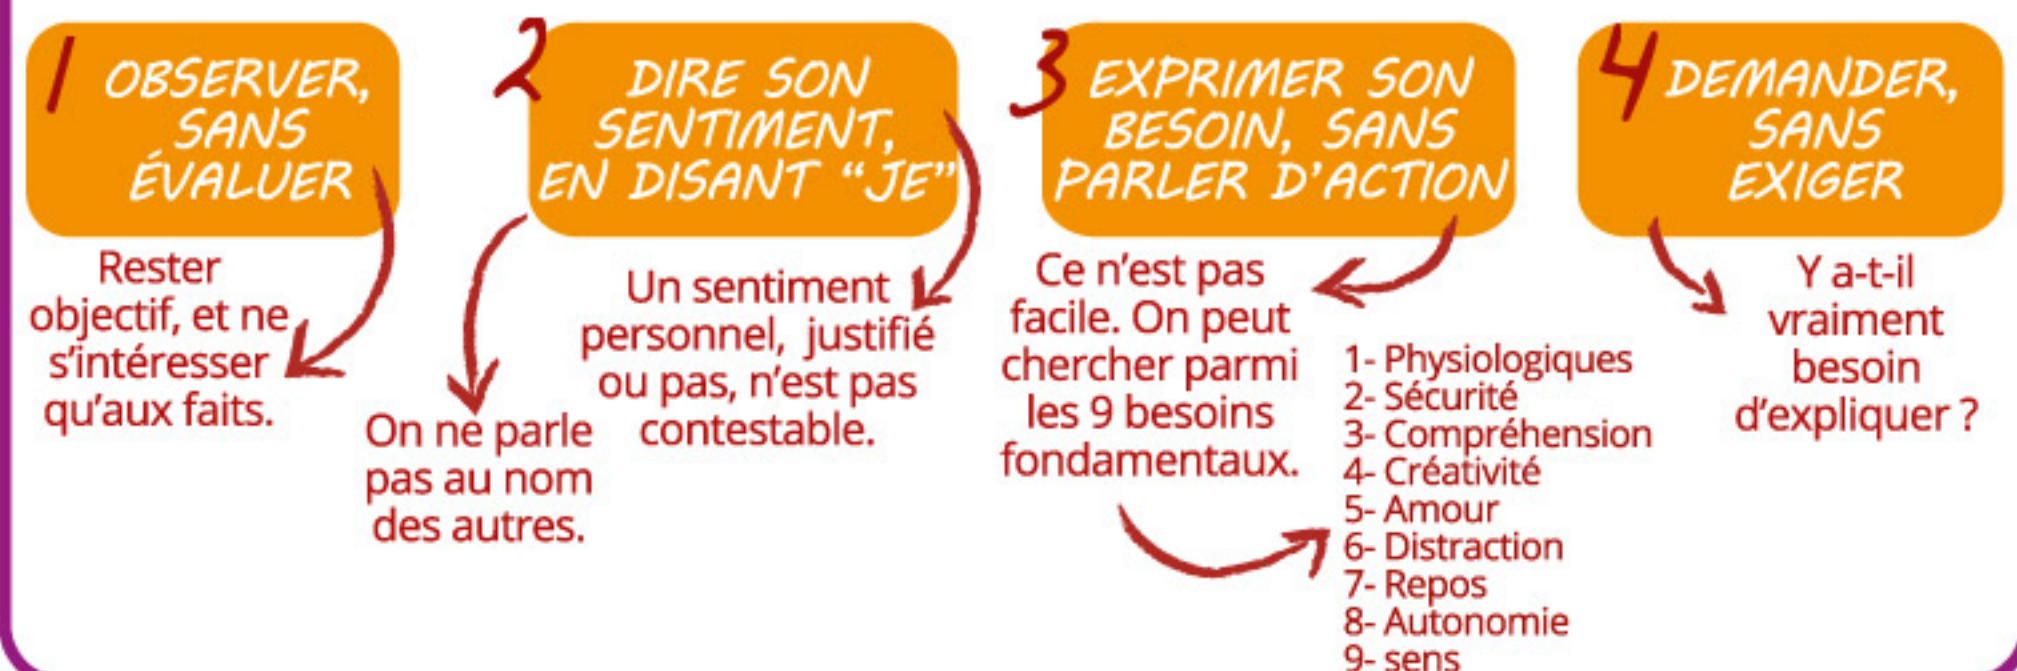 1
OBSERVER,
SANS
ÉVALUER
Rester
objectif, et ne
s'intéresser
qu'aux faits.
2
DIRE SON
SENTIMENT,
EN DISANT “JE”
On ne parle
pas au nom
des autres.
Un sentiment
personnel, justifié
ou pas, n'est pas
contestable.
3
EXPRIMER SON
BESOIN, SANS
PARLER D'ACTION
Ce n'est pas
facile. On peut
chercher parmi
les 9 besoins
fondamentaux.
1- Physiologiques
2- Sécurité
3- Compréhension
4- Créativité
5- Amour
6- Distraction
7- Repos
8- Autonomie
9- sens
4
DEMANDER,
SANS
EXIGER
Y a-t-il
vraiment
besoin
d'expliquer ?